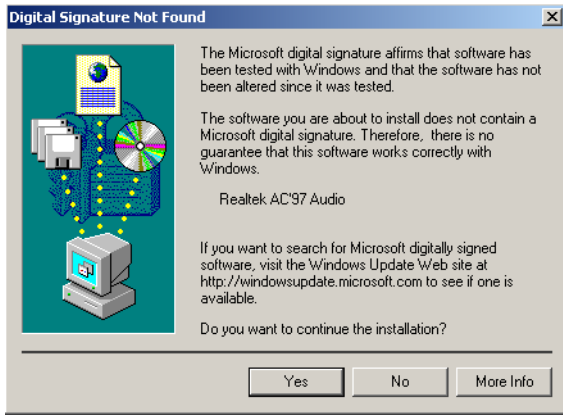 Digital Signature Not Found
The Microsoft digital signature affirms that software has
been tested with Windows and that the software has not
been altered since it was tested.
The software you are about to install does not contain a
Microsoft digital signature. Therefore, there is no
guarantee that this software works correctly with
Windows.
Realtek AC'97 Audio
If you want to search for Microsoft digitally signed
software, visit the Windows Update Web site at
http://windowsupdate.microsoft.com to see if one is
available.
Do you want to continue the installation?
Yes
No
More Info